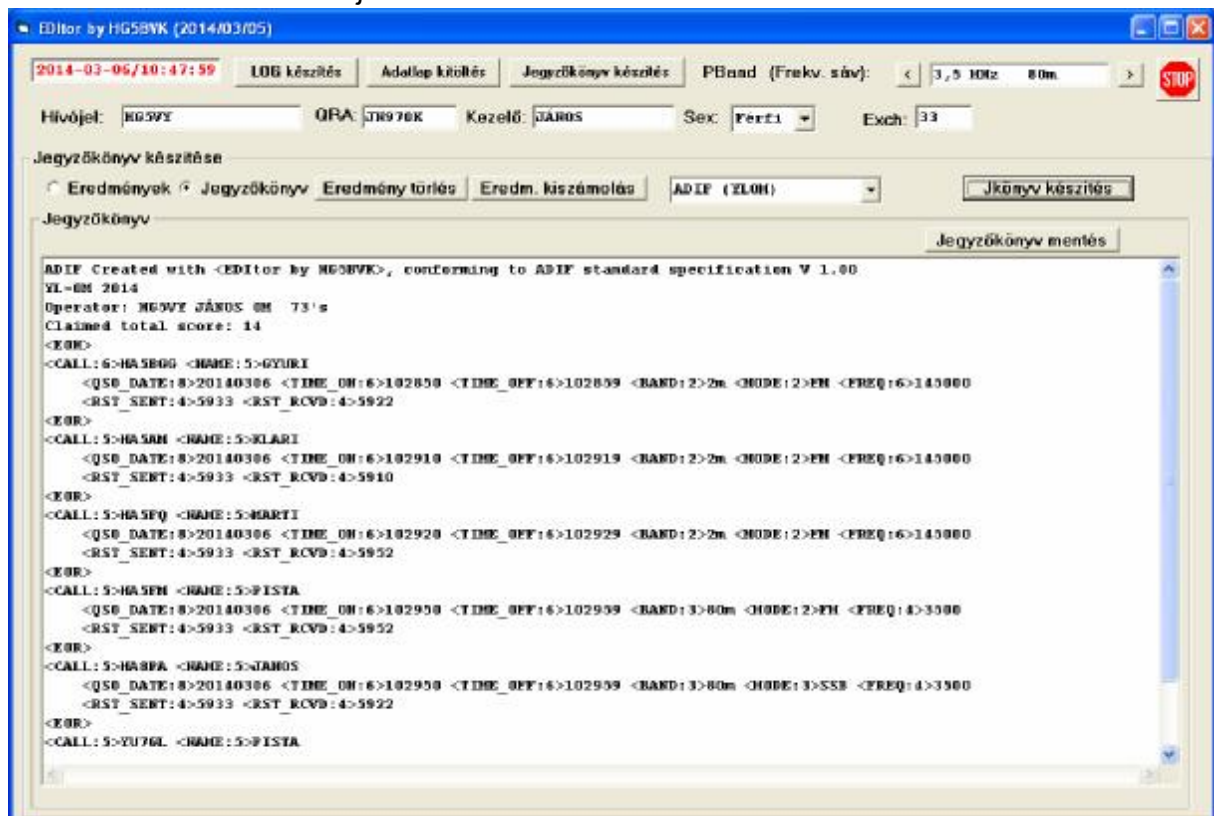 EDItor by HG5BVK (2014/03/05)
2014-03-06/10:47:59 LOG készítés Adatlap kitöltés Jegyzőkönyv készítés PBand (Frekv. sáv): < 3,5 MHz 80m > STOP
Hívójel: HG5VY QRA: JN97OK Kezelő: JÁNOS Sex: Férfi Exch: 33
Jegyzőkönyv készítése
Eredmények Jegyzőkönyv Eredmény törlés Eredm. kiszámolás ADIF (YLOM) Jkönyv készítés
Jegyzőkönyv
Jegyzőkönyv mentés
ADIF Created with <EDItor by HG5BVK>, conforming to ADIF standard specification V 1.00
YL-OM 2014
Operator: HG5VY JÁNOS OM 73's
Claimed total score: 14
<EOH>
<CALL:6>HA5BGG <NAME:5>GYURI
<QSO_DATE:8>20140306 <TIME_ON:6>102850 <TIME_OFF:6>102859 <BAND:2>2m <MODE:2>FM <FREQ:6>145000
<RST_SENT:4>5933 <RST_RCVD:4>5922
<EOR>
<CALL:5>HA5AM <NAME:5>KLARI
<QSO_DATE:8>20140306 <TIME_ON:6>102910 <TIME_OFF:6>102919 <BAND:2>2m <MODE:2>FM <FREQ:6>145000
<RST_SENT:4>5933 <RST_RCVD:4>5910
<EOR>
<CALL:5>HA5FQ <NAME:5>MARTI
<QSO_DATE:8>20140306 <TIME_ON:6>102920 <TIME_OFF:6>102929 <BAND:2>2m <MODE:2>FM <FREQ:6>145000
<RST_SENT:4>5933 <RST_RCVD:4>5952
<EOR>
<CALL:5>HA5FM <NAME:5>PISTA
<QSO_DATE:8>20140306 <TIME_ON:6>102950 <TIME_OFF:6>102959 <BAND:3>80m <MODE:2>FM <FREQ:4>3500
<RST_SENT:4>5933 <RST_RCVD:4>5952
<EOR>
<CALL:5>HA8PA <NAME:5>JANOS
<QSO_DATE:8>20140306 <TIME_ON:6>102950 <TIME_OFF:6>102959 <BAND:3>80m <MODE:3>SSB <FREQ:4>3500
<RST_SENT:4>5933 <RST_RCVD:4>5922
<EOR>
<CALL:5>YU7GL <NAME:5>PISTA